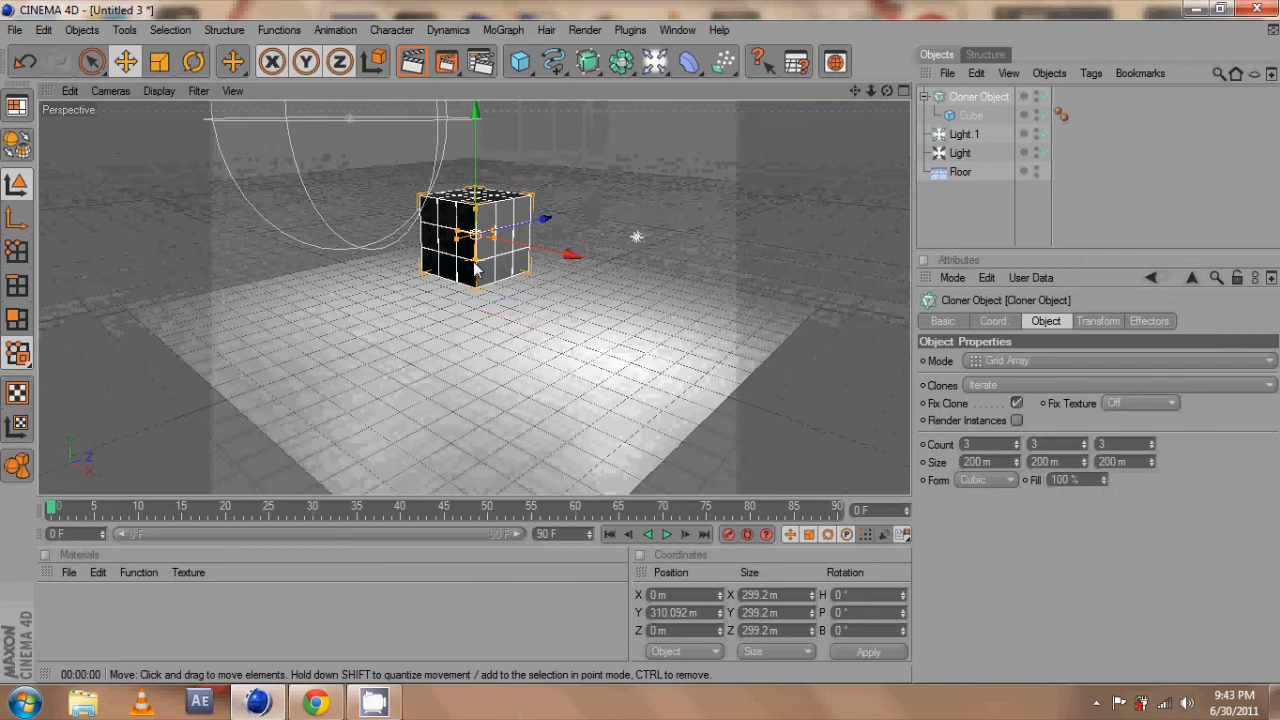 CINEMA 4D - [Untitled 3 *]
File Edit Objects Tools Selection Structure Functions Animation Character Dynamics MoGraph Hair Render Plugins Window Help
X Y Z
Objects Structure
File Edit View Objects Tags Bookmarks
Edit Cameras Display Filter View
Perspective
Cloner Object
Cube
Light.1
Light
Floor
Attributes
Mode Edit User Data
Cloner Object [Cloner Object]
Basic Coord. Object Transform Effectors
Object Properties
Mode Grid Array
Clones Iterate
Fix Clone Fix Texture Off
Render Instances
Count 3 3 3
Size 200 m 200 m 200 m
Form Cubic Fill 100 %
Y Z X
0 5 10 15 20 25 30 35 40 45 50 55 60 65 70 75 80 85 90 0 F
0 F 0 F 90 F 90 F
Materials
File Edit Function Texture
Coordinates
Position Size Rotation
X 0 m X 299.2 m H 0 °
Y 310.092 m Y 299.2 m P 0 °
Z 0 m Z 299.2 m B 0 °
Object Size Apply
MAXON CINEMA 4D
00:00:00 Move: Click and drag to move elements. Hold down SHIFT to quantize movement / add to the selection in point mode, CTRL to remove.
Ae
9:43 PM
6/30/2011